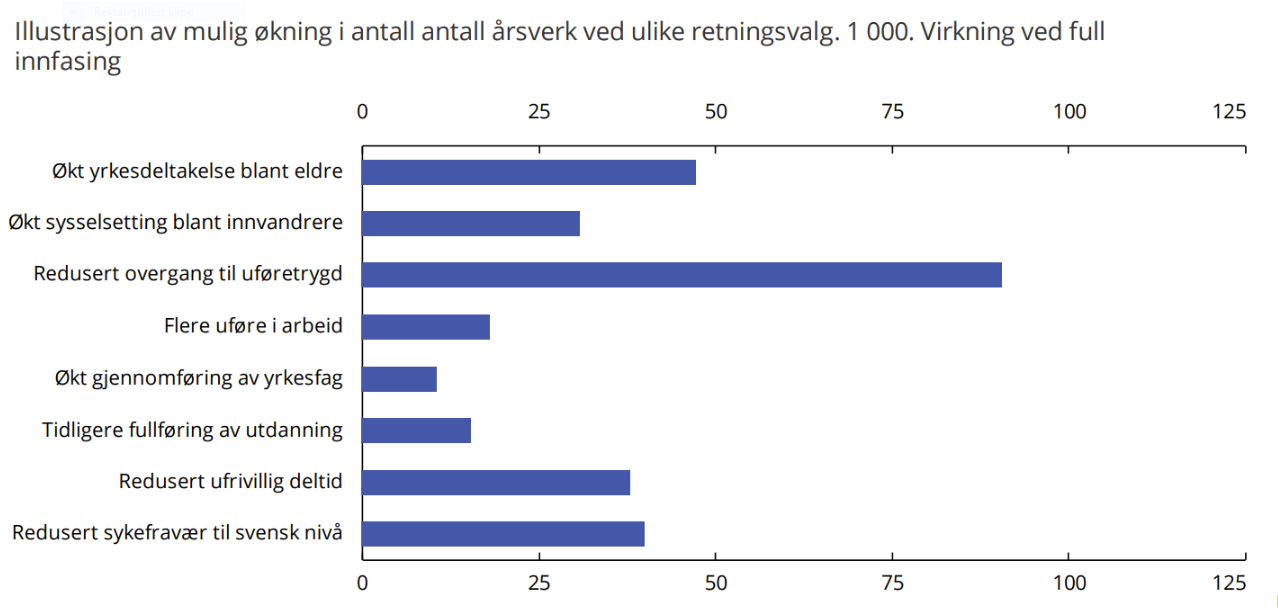 Illustrasjon av mulig økning i antall antall årsverk ved ulike retningsvalg. 1 000. Virkning ved full
innfasing
0 25 50 75 100 125
Økt yrkesdeltakelse blant eldre
Økt sysselsetting blant innvandrere
Redusert overgang til uføretrygd
Flere uføre i arbeid
Økt gjennomføring av yrkesfag
Tidligere fullføring av utdanning
Redusert ufrivillig deltid
Redusert sykefravær til svensk nivå
0 25 50 75 100 125